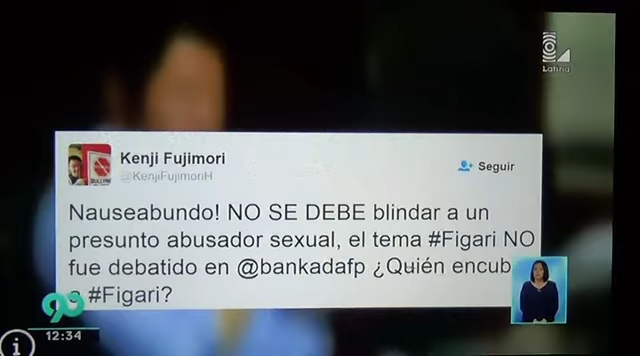 Latina
Kenji Fujimori
@KenjiFujimoriH
Seguir
Nauseabundo! NO SE DEBE blindar a un
presunto abusador sexual, el tema #Figari NO
fue debatido en @bankadafp ¿Quién encub
a #Figari?
90
12:34
i